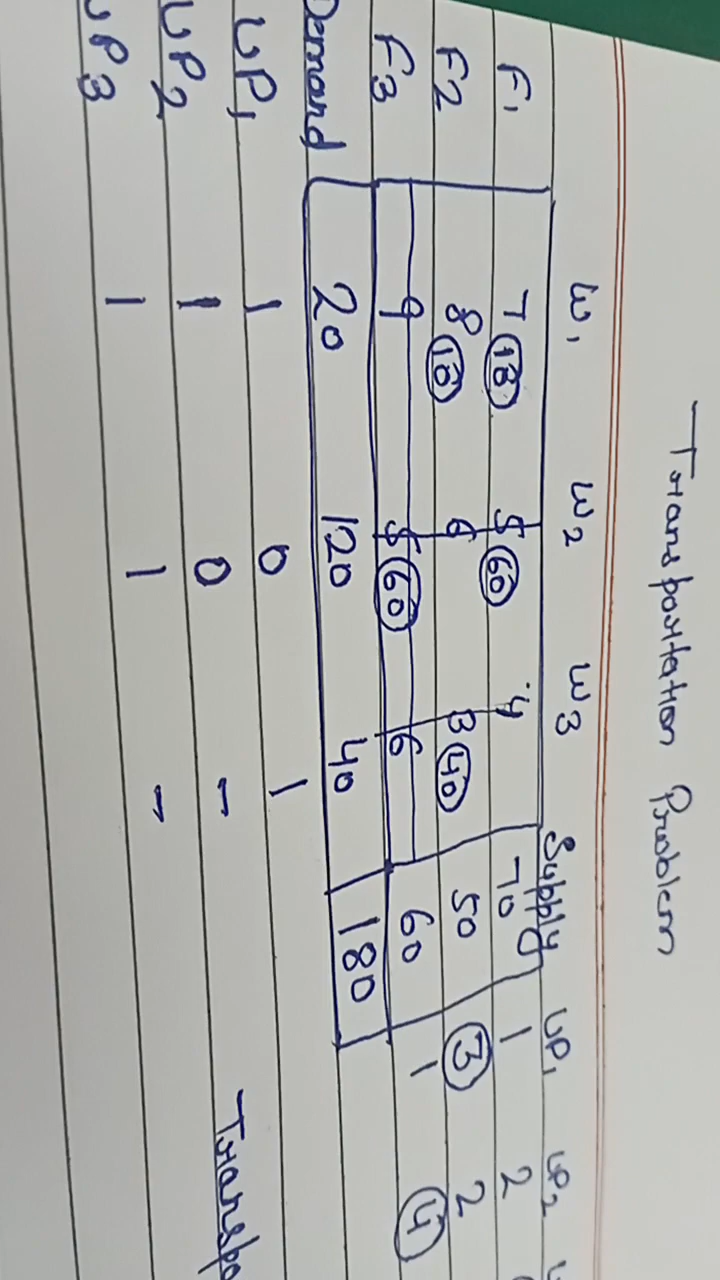 Transportation Problem
W1 W2 W3 Supply UP1 UP2
F1 7 (10) 5 (60) 4 70 1 2
F2 8 (10) 6 3 (40) 50 (3) 2
F3 9 5 (60) 6 60 1 (4)
Demand 20 120 40 180
UP1 1 0 1
UP2 1 0 -
UP3 1 1 -